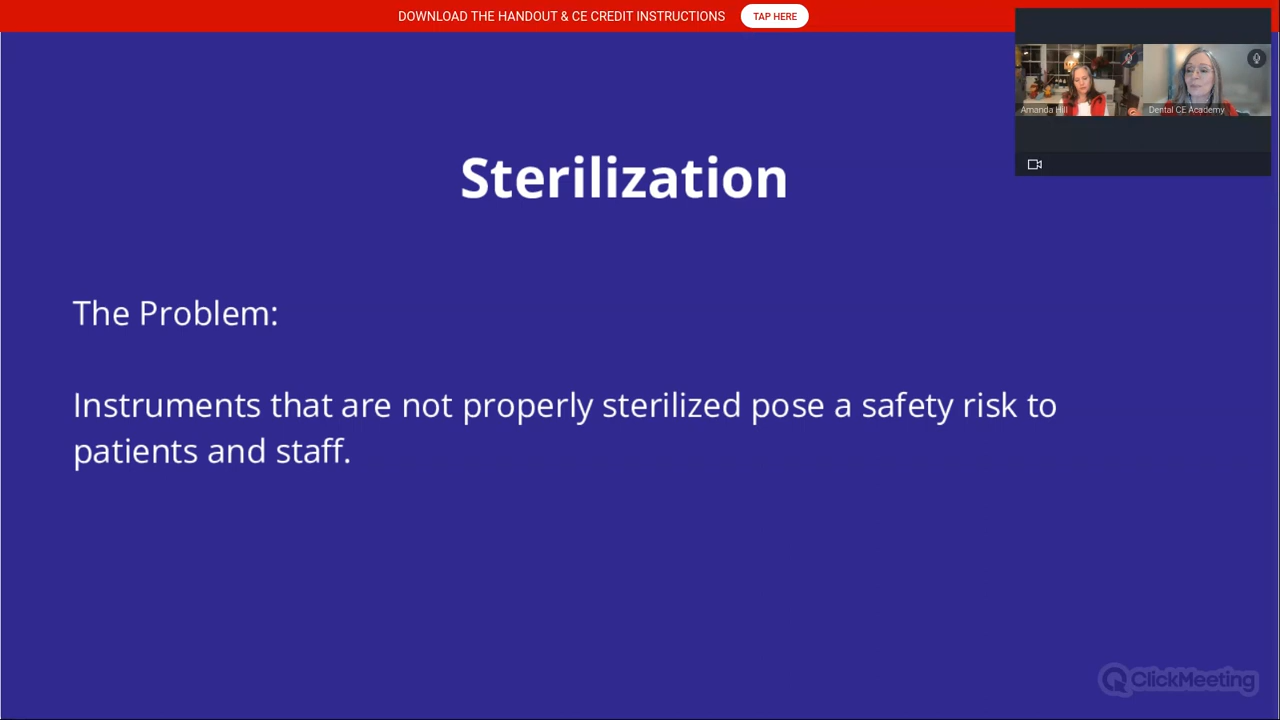 DOWNLOAD THE HANDOUT & CE CREDIT INSTRUCTIONS
TAP HERE
Amanda Hill
Dental CE Academy
Sterilization
The Problem:
Instruments that are not properly sterilized pose a safety risk to
patients and staff.
ClickMeeting